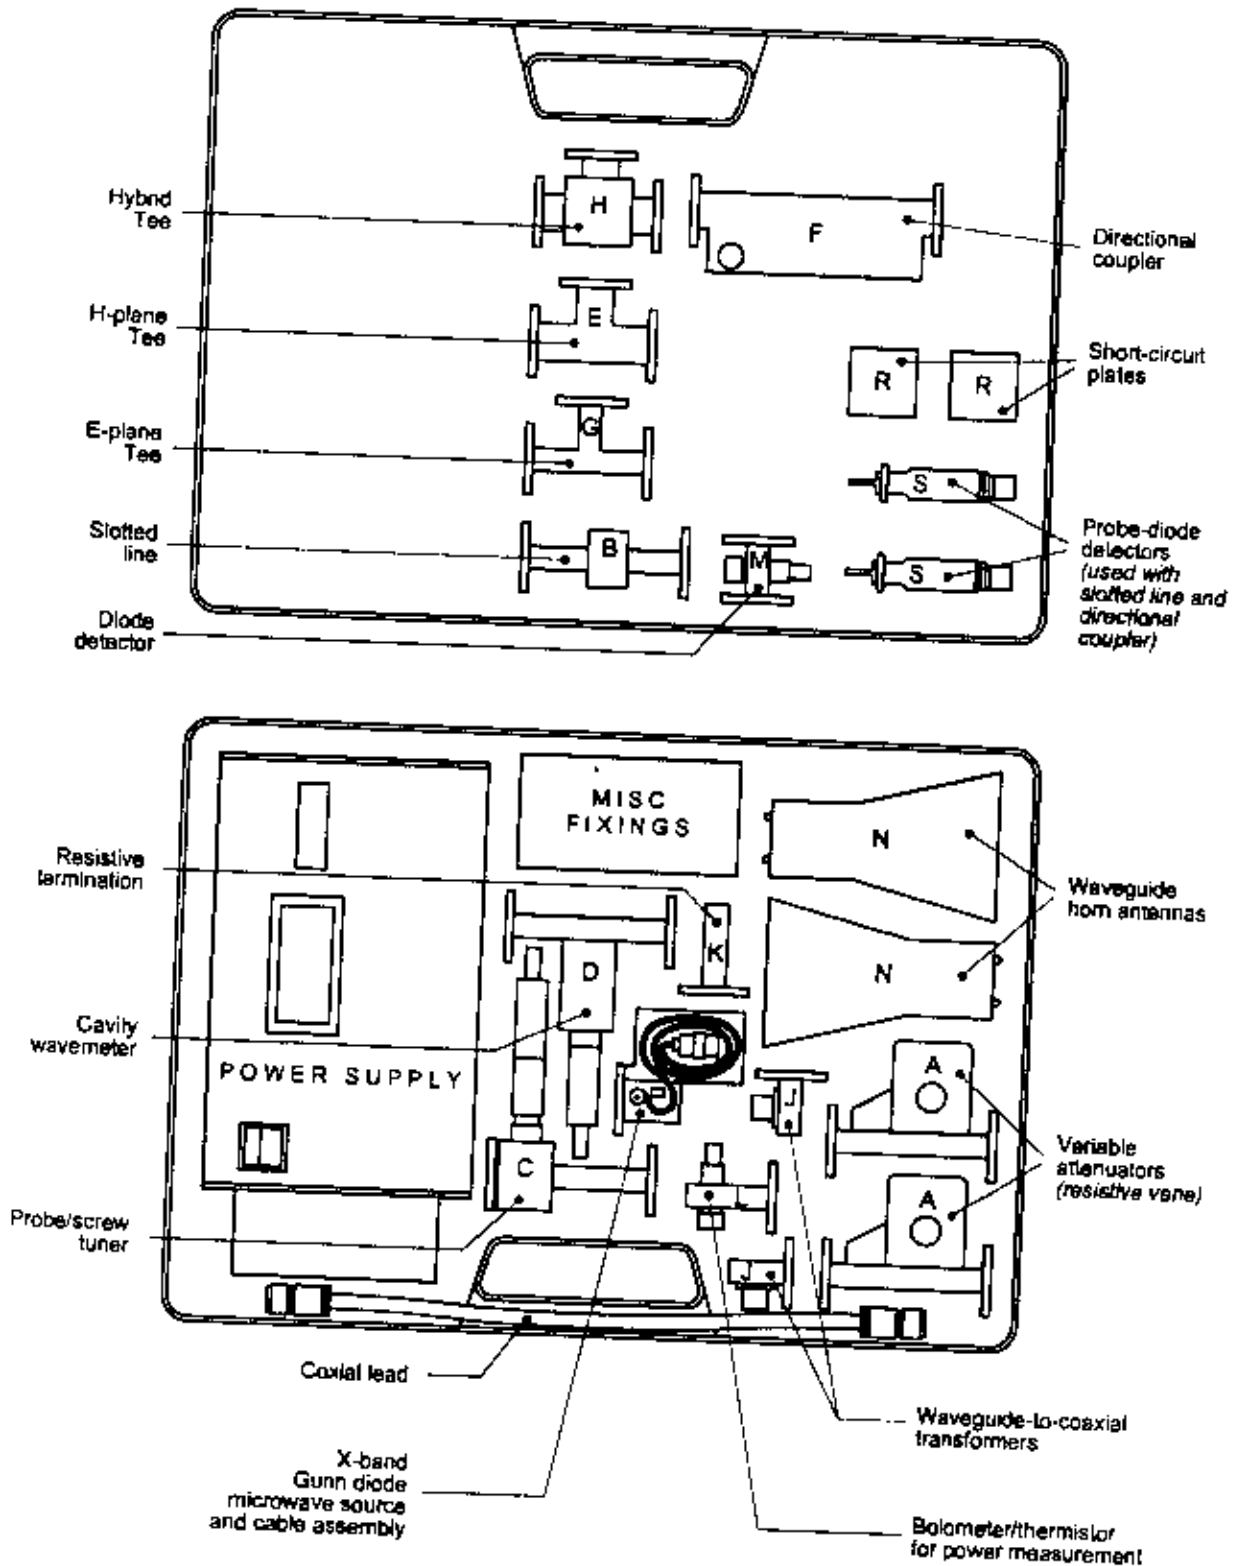 Hybrid
Tee
H
F
Directional
coupler
H-plane
Tee
E
Short-circuit
plates
R
R
E-plane
Tee
G
S
Slotted
line
B
M
S
Probe-diode
detectors
(used with
slotted line and
directional
coupler)
Diode
detector
MISC
FIXINGS
N
Resistive
termination
Waveguide
horn antennas
K
D
N
Cavity
wavemeter
POWER SUPPLY
P
J
A
Variable
attenuators
(resistive vane)
C
A
Probe/screw
tuner
J
Coxial lead
Waveguide-to-coaxial
transformers
X-band
Gunn diode
microwave source
and cable assembly
Bolometer/thermistor
for power measurement